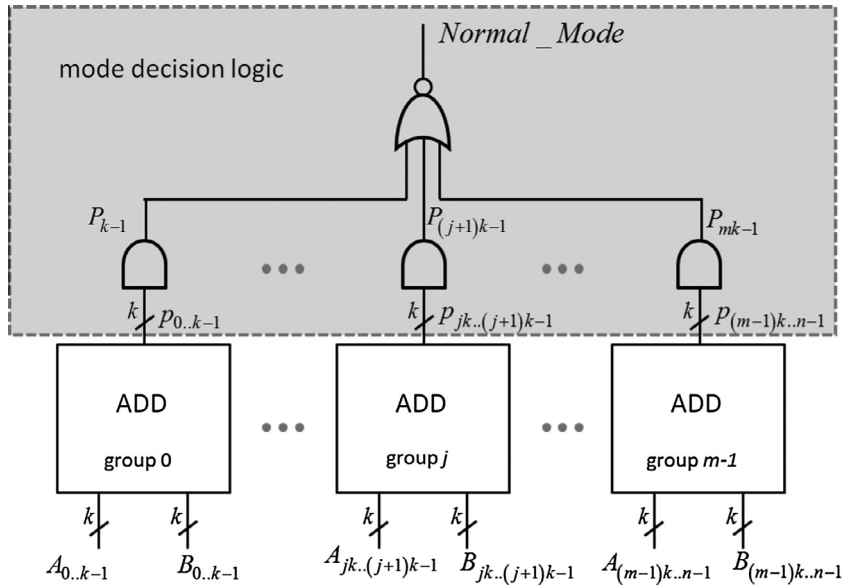 Normal _ Mode
mode decision logic
P_{k-1} P_{(j+1)k-1} P_{mk-1}
k p_{0..k-1} k p_{jk..(j+1)k-1} k p_{(m-1)k..n-1}
ADD ADD ADD
group 0 group j group m-1
k k k k k k
A_{0..k-1} B_{0..k-1} A_{jk..(j+1)k-1} B_{jk..(j+1)k-1} A_{(m-1)k..n-1} B_{(m-1)k..n-1}